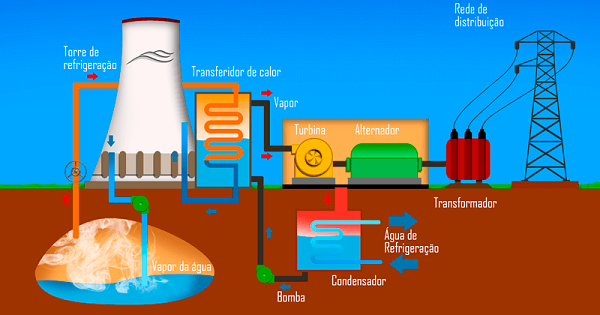 Rede de
distribuição
Torre de
refrigeração
Transferidor de calor
Vapor
Turbina
Alternador
Transformador
Água de
Refrigeração
Vapor da água
Condensador
Bomba